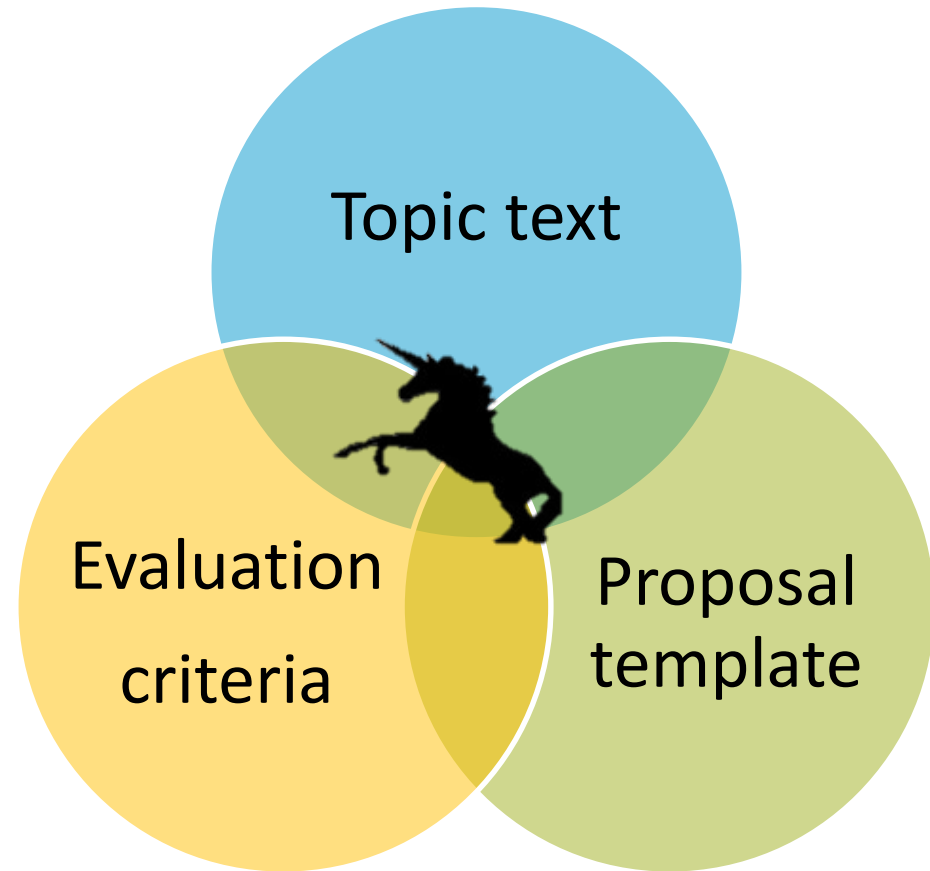 Topic text
Evaluation
criteria
Proposal
template